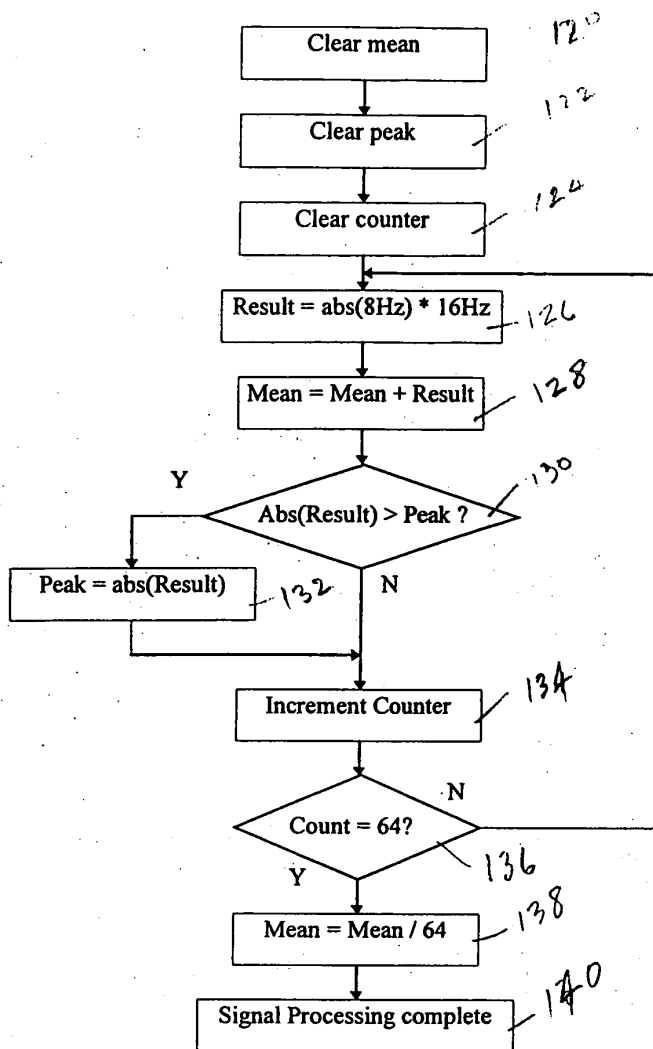 Clear mean
120
Clear peak
122
Clear counter
124
Result = abs(8Hz) * 16Hz
126
Mean = Mean + Result
128
Y
Abs(Result) > Peak ?
130
Peak = abs(Result)
132
N
Increment Counter
134
N
Count = 64?
136
Y
Mean = Mean / 64
138
Signal Processing complete
140